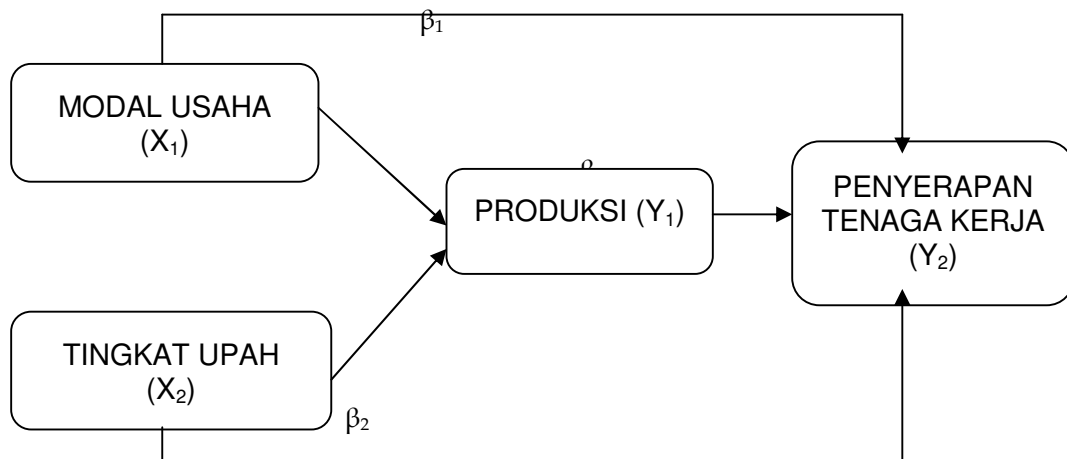 β₁
MODAL USAHA
(X₁)
PRODUKSI (Y₁)
PENYERAPAN
TENAGA KERJA
(Y₂)
TINGKAT UPAH
(X₂)
β₂